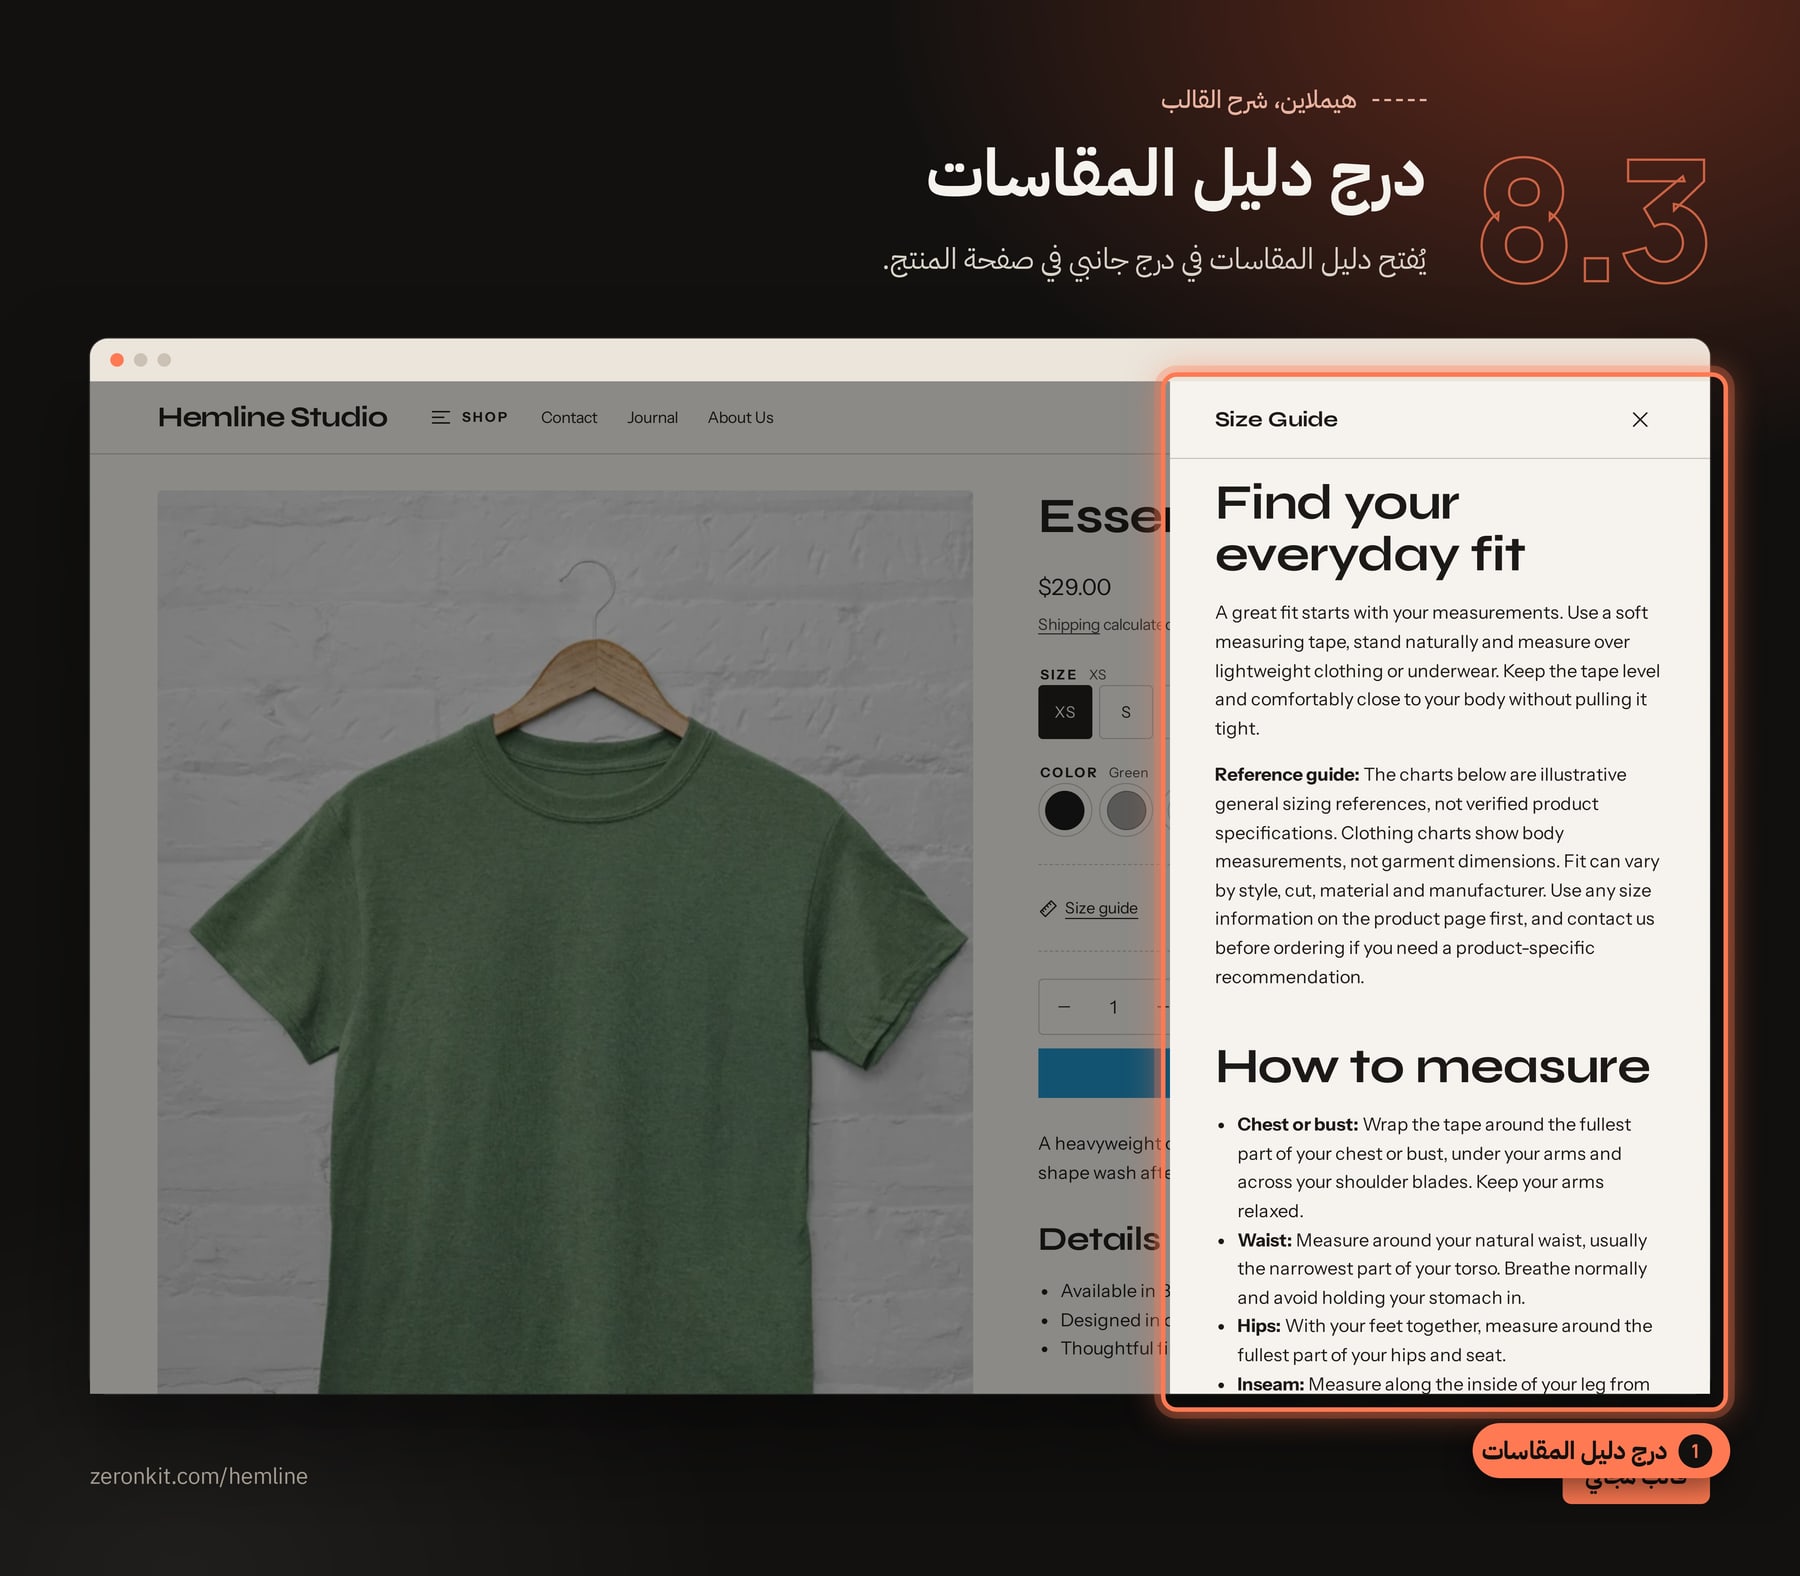 هيملاين، شرح القالب
8.3
درج دليل المقاسات
يُفتح دليل المقاسات في درج جانبي في صفحة المنتج.
Hemline Studio
SHOP
Contact
Journal
About Us
$29.00
Shipping
SIZE XS
XS
S
COLOR Green
Size guide
1
A heavyweight
shape wash
Details
Available in
Designed in
Thoughtful
Size Guide
Find your
everyday fit
A great fit starts with your measurements. Use a soft
measuring tape, stand naturally and measure over
lightweight clothing or underwear. Keep the tape level
and comfortably close to your body without pulling it
tight.
Reference guide: The charts below are illustrative
general sizing references, not verified product
specifications. Clothing charts show body
measurements, not garment dimensions. Fit can vary
by style, cut, material and manufacturer. Use any size
information on the product page first, and contact us
before ordering if you need a product-specific
recommendation.
How to measure
Chest or bust: Wrap the tape around the fullest
part of your chest or bust, under your arms and
across your shoulder blades. Keep your arms
relaxed.
Waist: Measure around your natural waist, usually
the narrowest part of your torso. Breathe normally
and avoid holding your stomach in.
Hips: With your feet together, measure around the
fullest part of your hips and seat.
Inseam: Measure along the inside of your leg from
1 درج دليل المقاسات
zeronkit.com/hemline